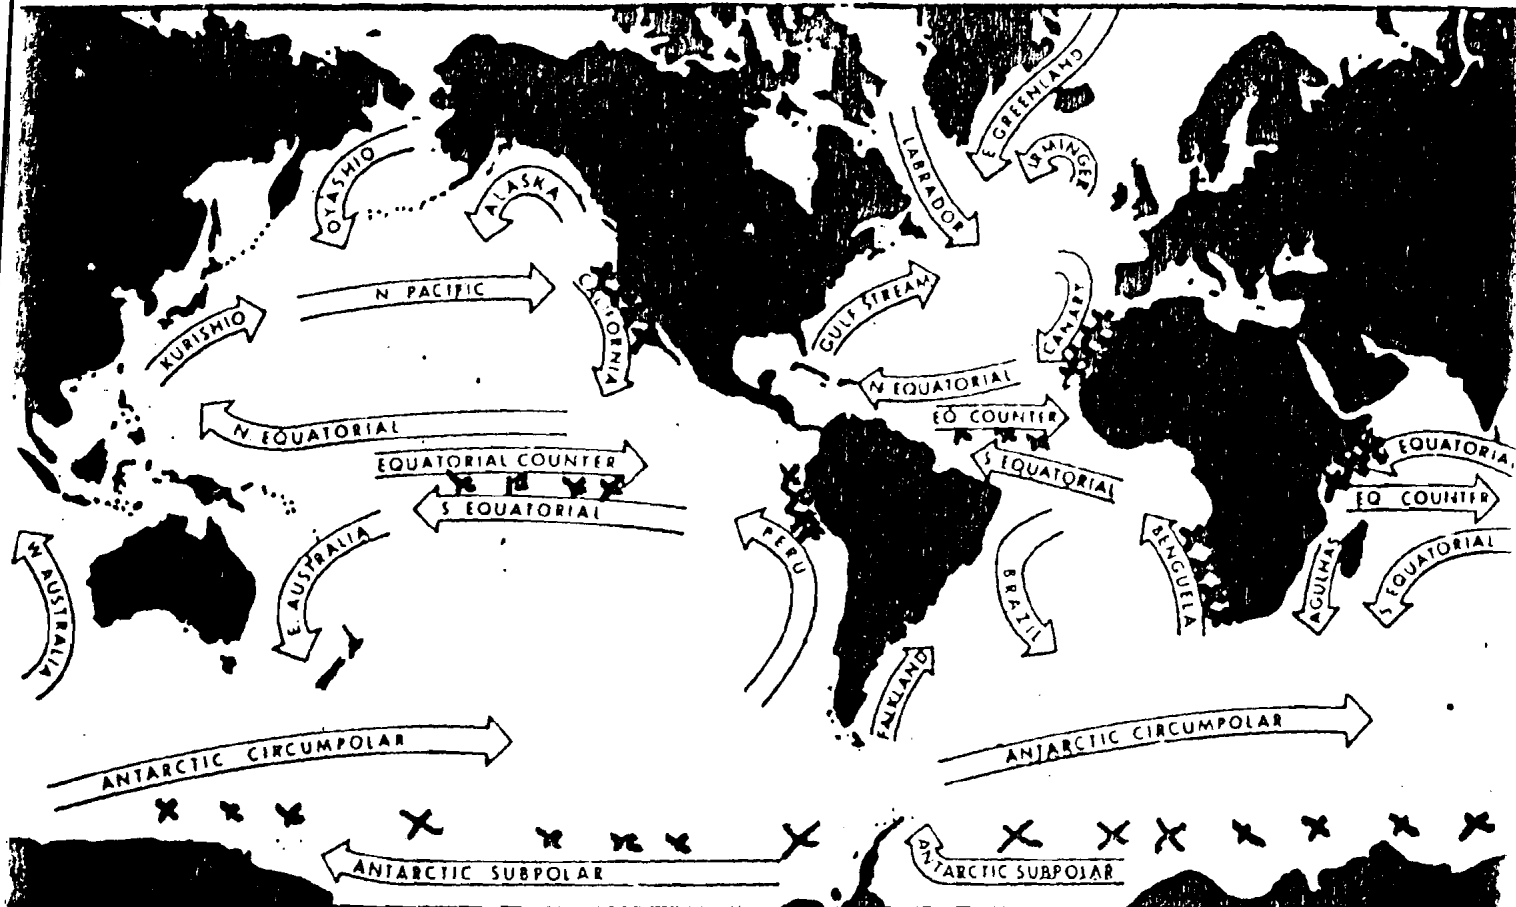 E GREENLAND
OYASHIO
ALASKA
LABRADOR
IRMINGER
N PACIFIC
CALIFORNIA
KURISHIO
GULF STREAM
CANARY
N EQUATORIAL
N EQUATORIAL
EQ COUNTER
EQUATORIAL COUNTER
S EQUATORIAL
EQUATORIAL
S EQUATORIAL
EQ COUNTER
W AUSTRALIA
E. AUSTRALIA
PERU
BRAZIL
BENGUELA
AGULHAS
S EQUATORIAL
FALKLAND
ANTARCTIC CIRCUMPOLAR
ANTARCTIC CIRCUMPOLAR
ANTARCTIC SUBPOLAR
ANTARCTIC SUBPOLAR